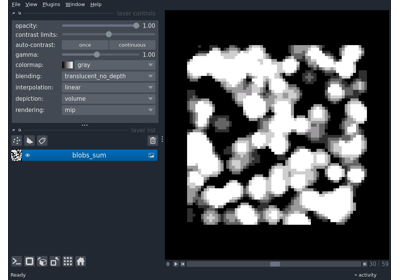 File View Plugins Window Help
layer controls
opacity: 1.00
contrast limits:
auto-contrast: once continuous
gamma: 1.00
colormap: gray
blending: translucent_no_depth
interpolation: linear
depiction: volume
rendering: mip
layer list
blobs_sum
30 59
Ready activity